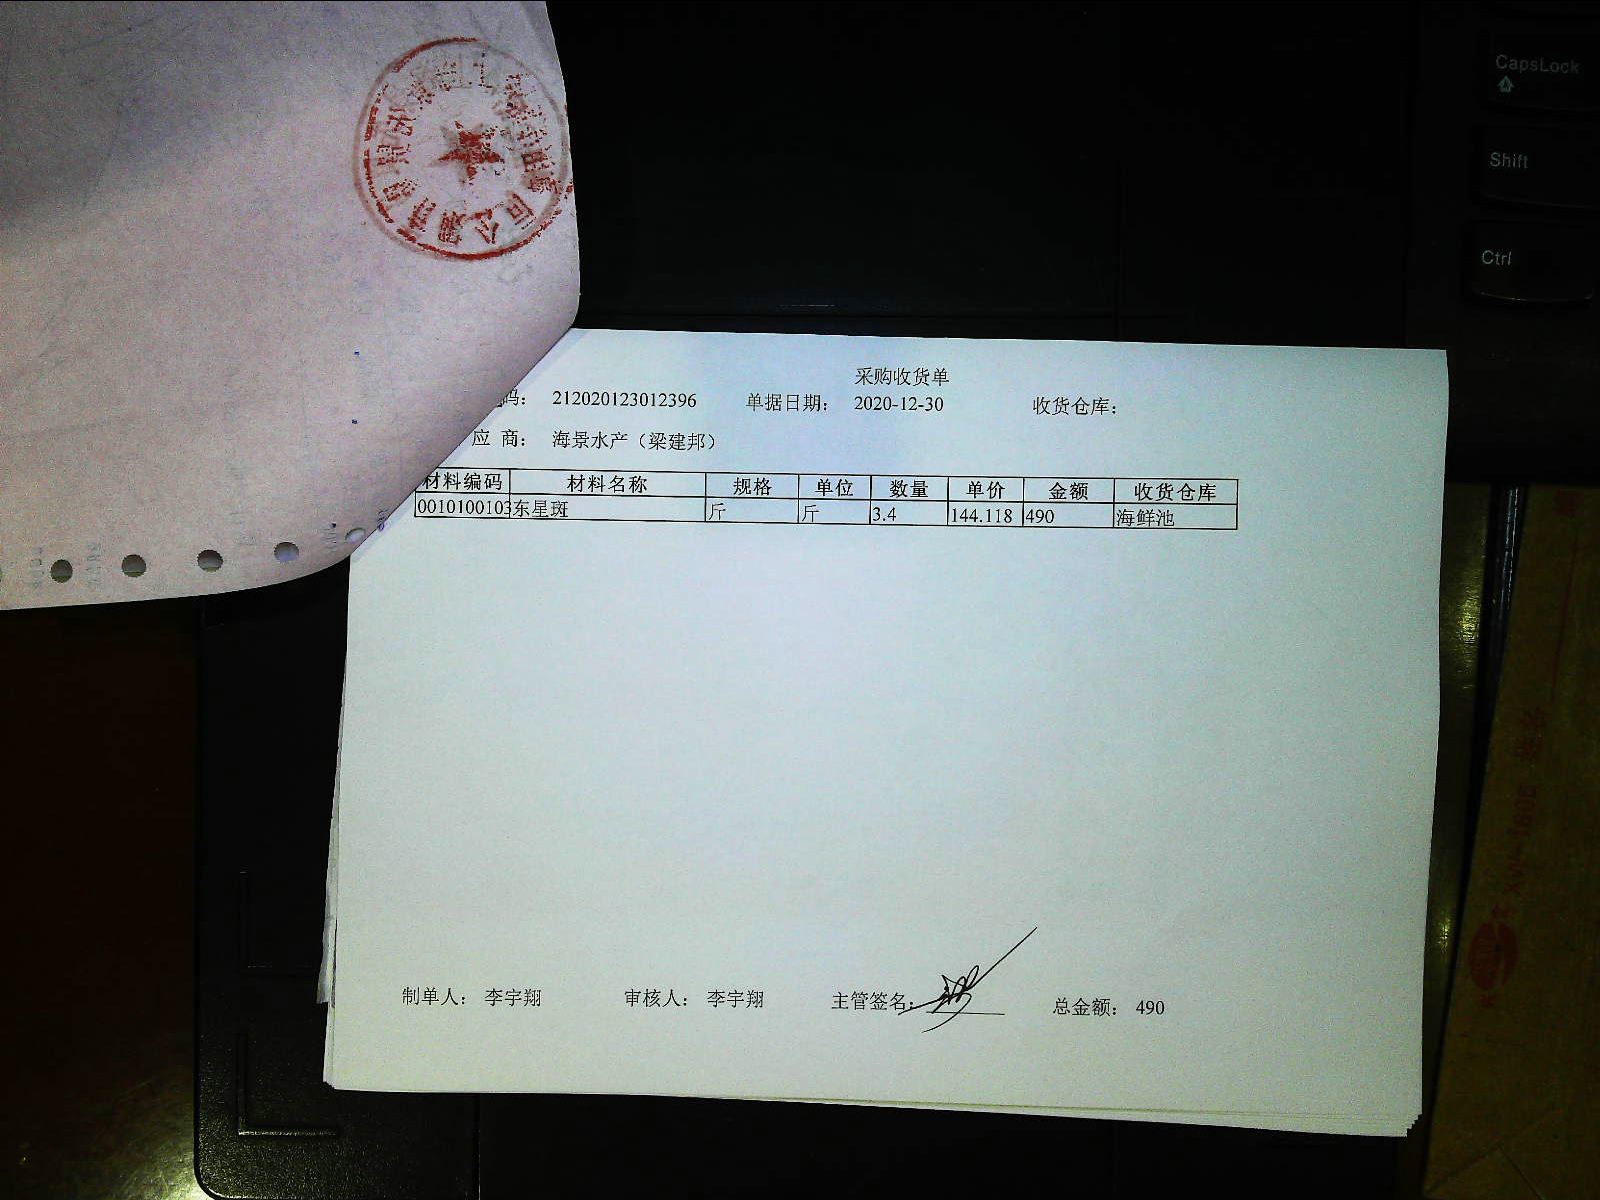 采购收货单
码： 212020123012396 单据日期： 2020-12-30 收货仓库：
应 商： 海景水产（梁建邦）
材料编码 材料名称 规格 单位 数量 单价 金额 收货仓库
0010100103 东星斑 斤 斤 3.4 144.118 490 海鲜池
制单人： 李宇翔 审核人： 李宇翔 主管签名： 总金额： 490
CapsLock
Shift
Ctrl